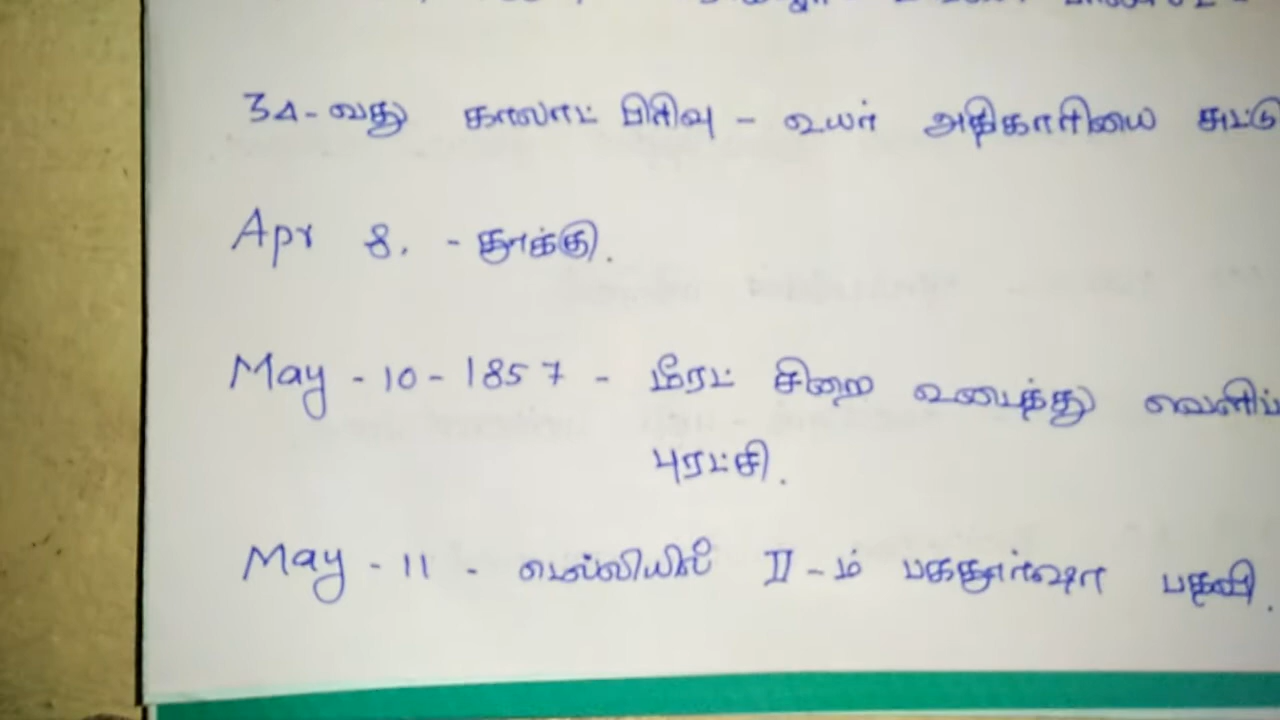 34-வது காலாட் பிரிவு - உயர் அதிகாரியை சுட்டு
Apr 8. - தூக்கு.
May - 10 - 1857 - மீரட் சிறை உடைத்து
புரட்சி.
May - 11 - டெல்லியில் II-ம் பகதூர்ஷா பதவி.